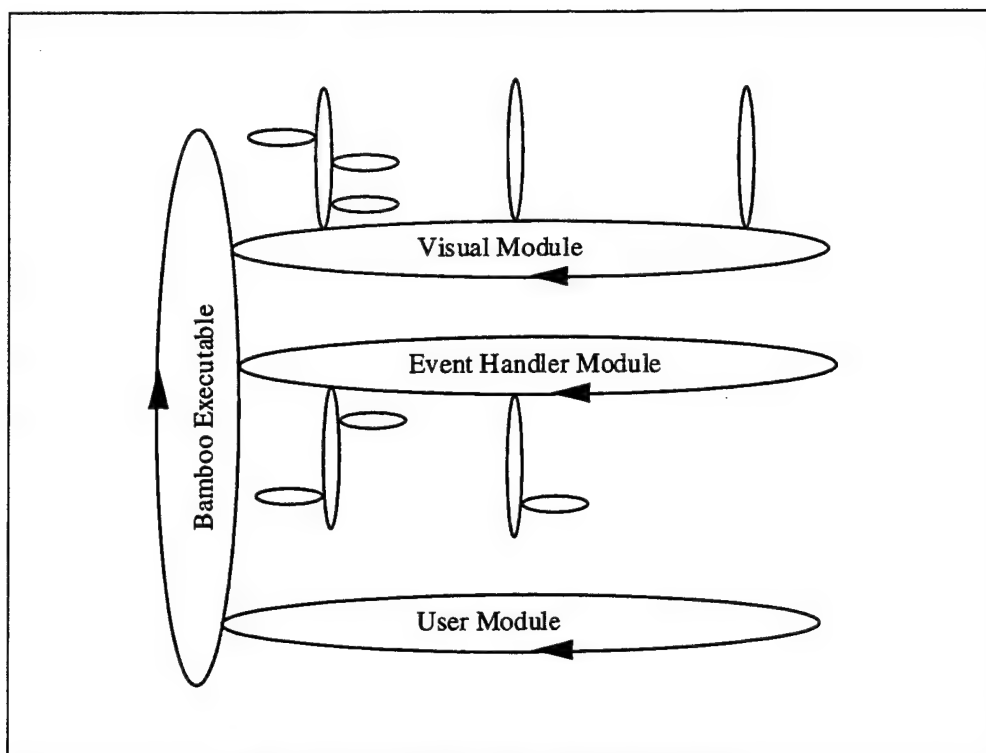 Visual Module
Event Handler Module
Bamboo Executable
User Module